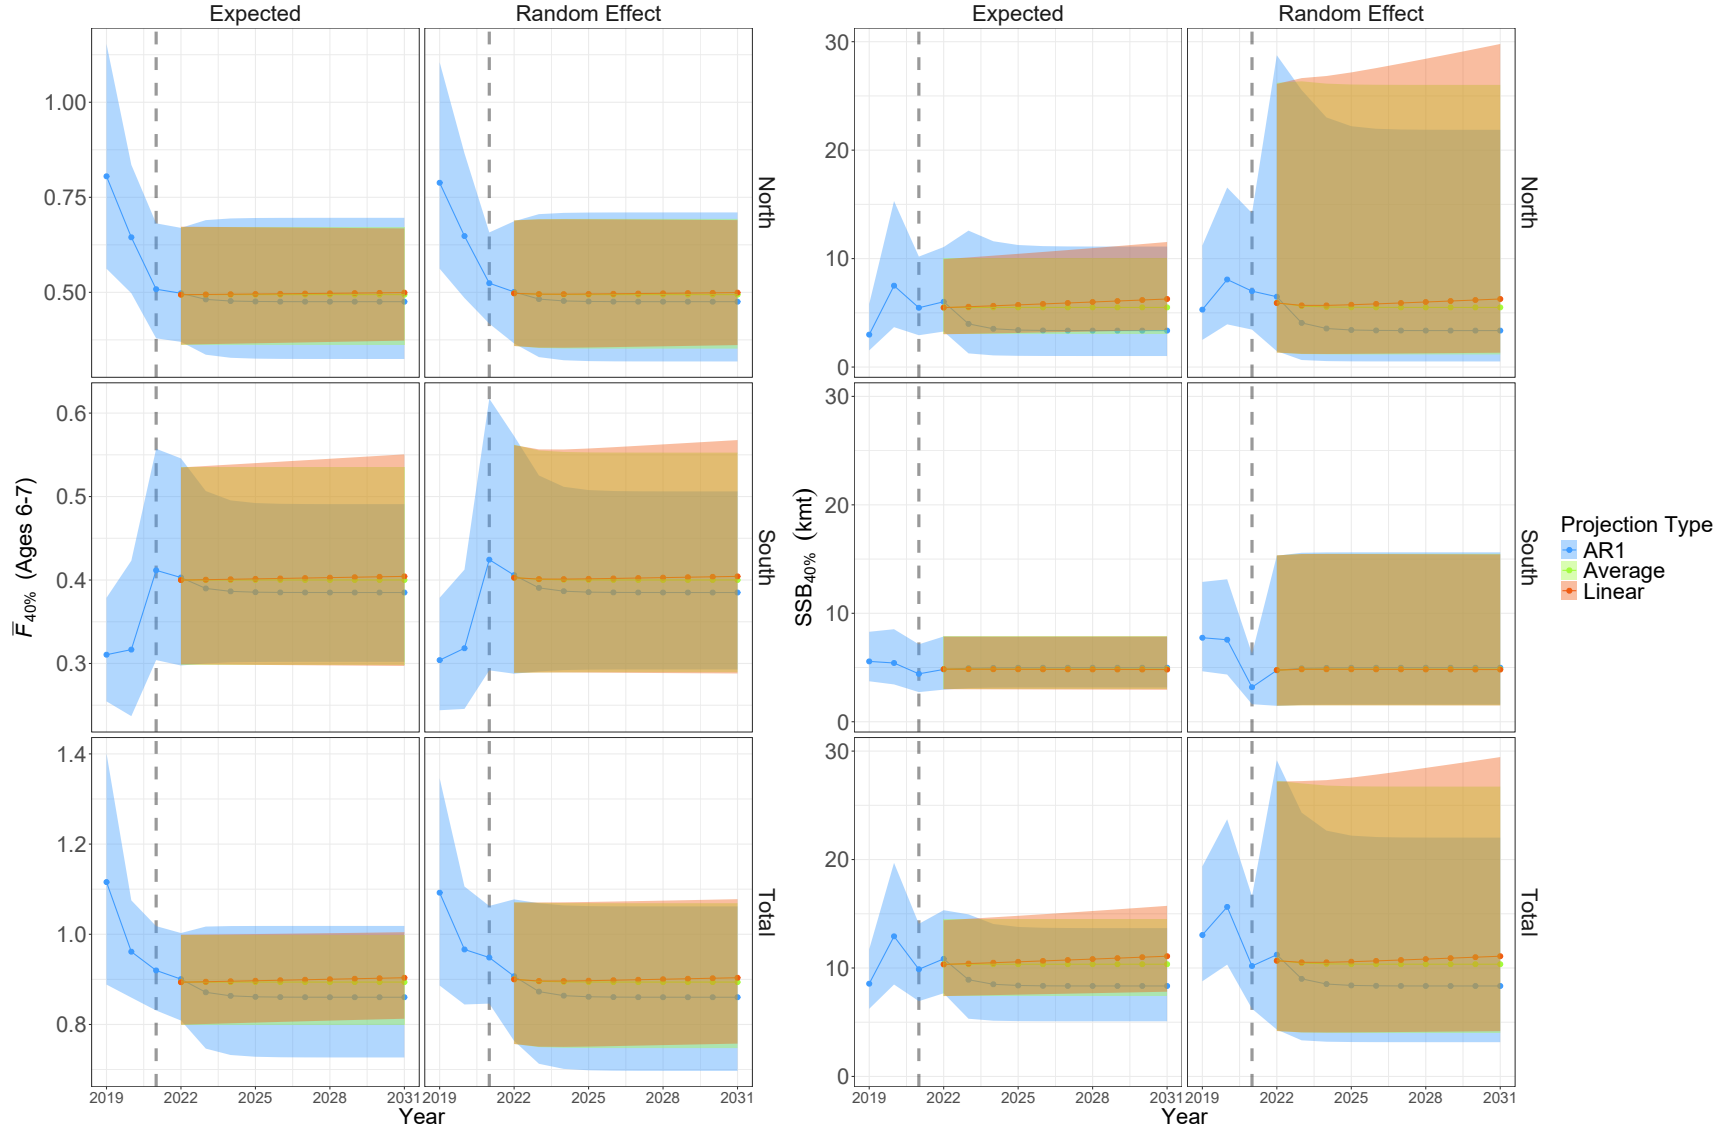 Expected Random Effect Expected Random Effect
1.00
0.75
0.50
North
30
20
10
0
North
0.6
0.5
0.4
0.3
South
30
20
10
0
South
F̅40% (Ages 6-7)
SSB40% (kmt)
1.4
1.2
1.0
0.8
Total
30
20
10
0
Total
2019 2022 2025 2028 2031 2022 2025 2028 2031
2019 2022 2025 2028 2031 2019 2022 2025 2028 2031
Year Year
Projection Type
AR1
Average
Linear